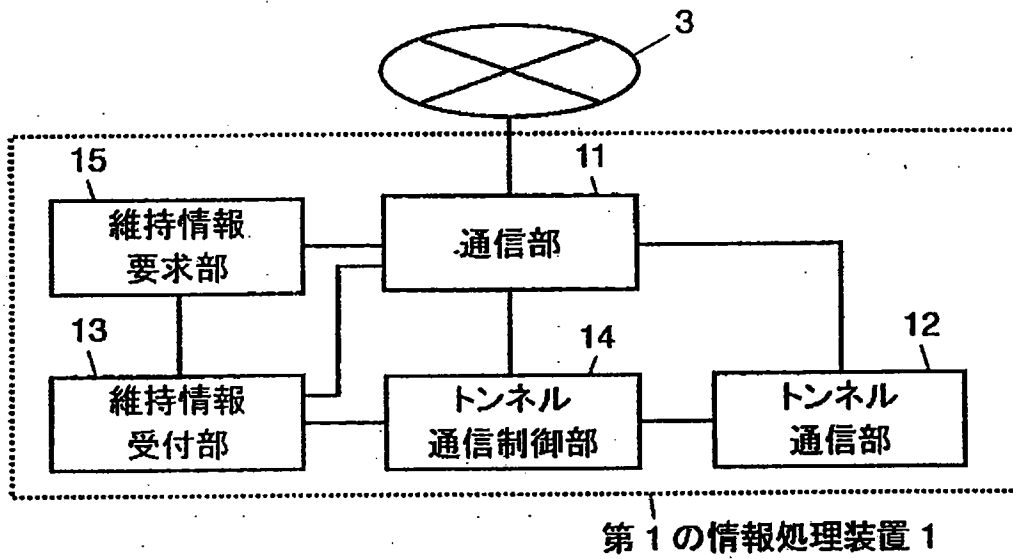 3
15
11
維持情報
要求部
通信部
13
14
12
維持情報
受付部
トンネル
通信制御部
トンネル
通信部
第1の情報処理装置1